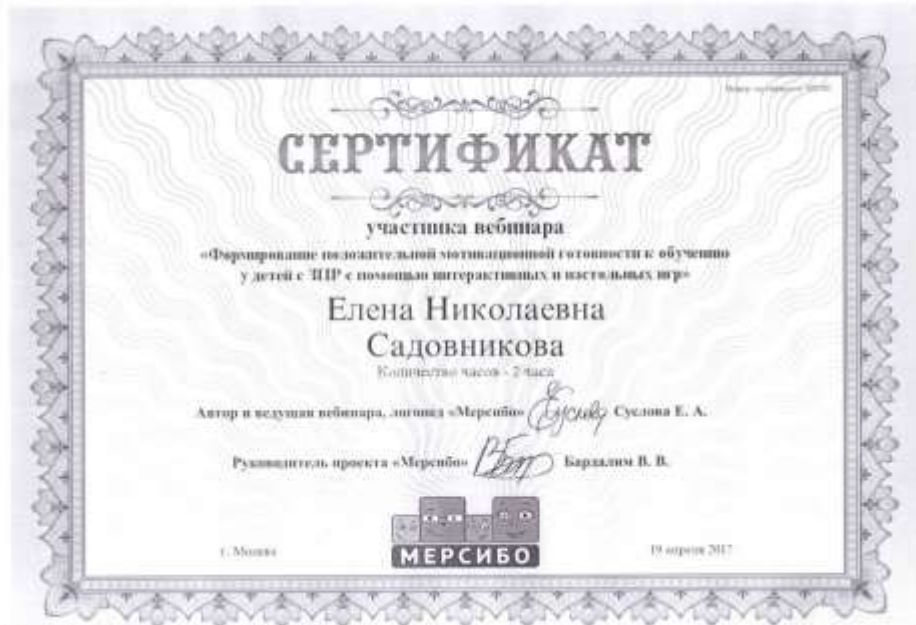 СЕРТИФИКАТ
участника вебинара
«Формирование положительной мотивационной готовности к обучению
у детей с ЗПР с помощью интерактивных и настольных игр»
Елена Николаевна
Садовникова
Количество часов - 2 часа
Автор и ведущая вебинара, логопед «Мерсибо» Суслова Е. А.
Руководитель проекта «Мерсибо» Бардалим В. В.
МЕРСИБО
г. Москва 19 апреля 2017